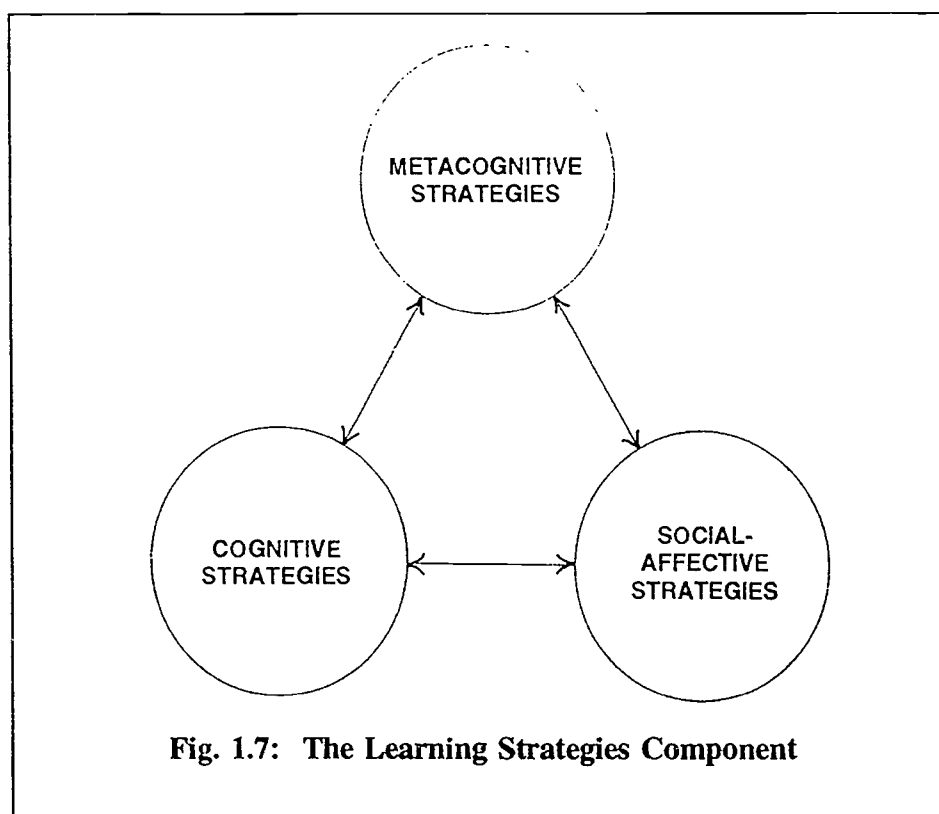 METACOGNITIVE
STRATEGIES
COGNITIVE
STRATEGIES
SOCIAL-
AFFECTIVE
STRATEGIES
Fig. 1.7: The Learning Strategies Component